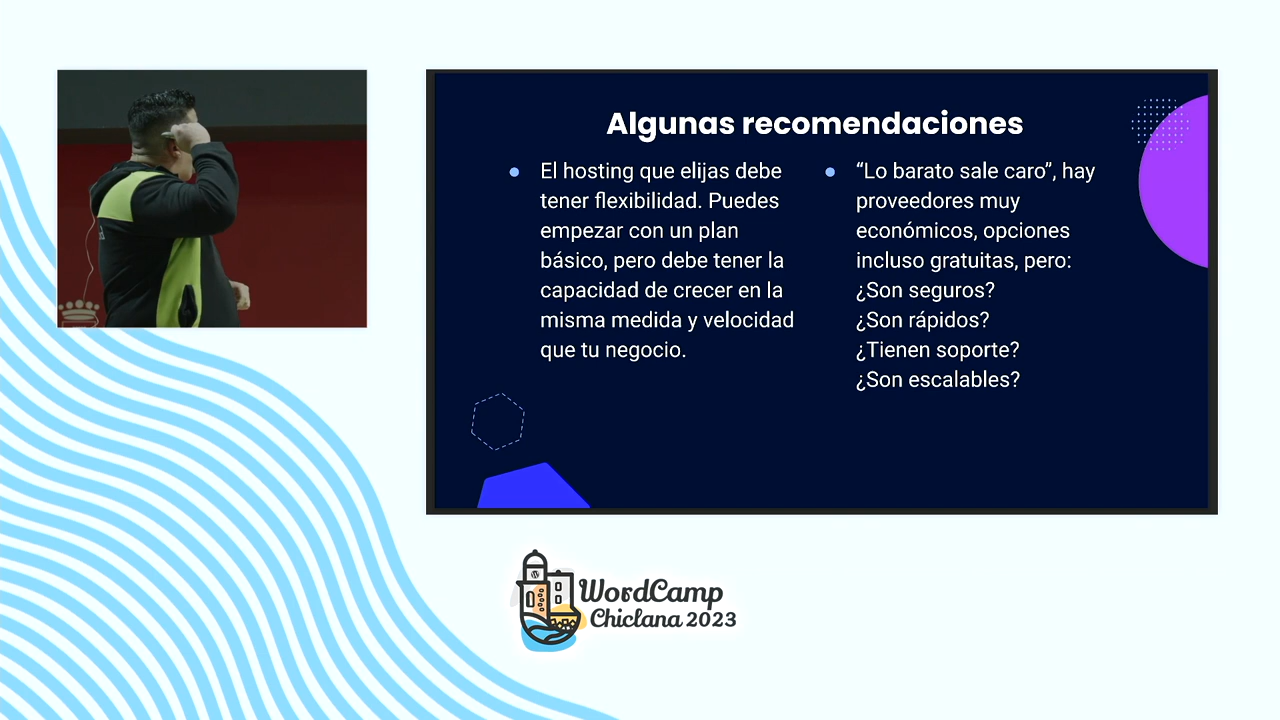 Algunas recomendaciones
El hosting que elijas debe
tener flexibilidad. Puedes
empezar con un plan
básico, pero debe tener la
capacidad de crecer en la
misma medida y velocidad
que tu negocio.
“Lo barato sale caro”, hay
proveedores muy
económicos, opciones
incluso gratuitas, pero:
¿Son seguros?
¿Son rápidos?
¿Tienen soporte?
¿Son escalables?
WordCamp
Chiclana 2023